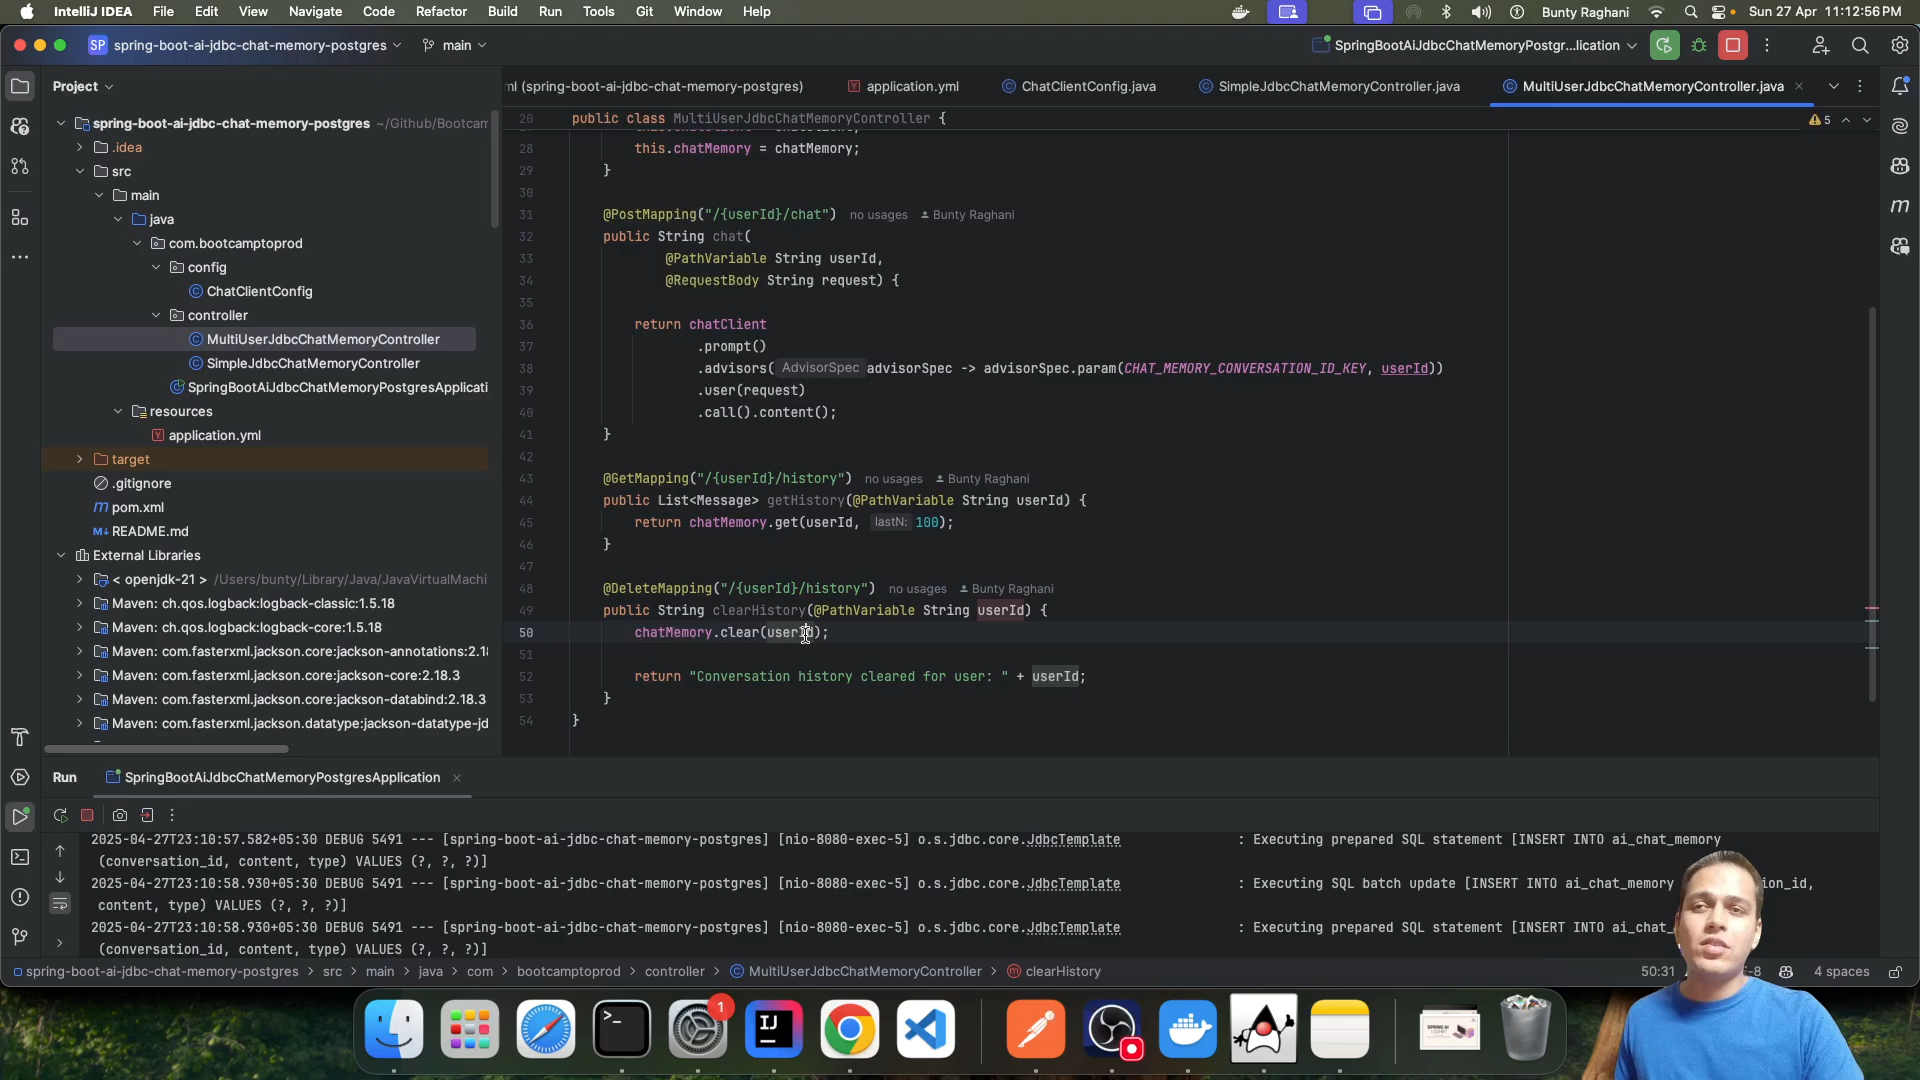 IntelliJ IDEA File Edit View Navigate Code Refactor Build Run Tools Git Window Help Bunty Raghani Sun 27 Apr 11:12:56 PM
SP spring-boot-ai-jdbc-chat-memory-postgres main SpringBootAiJdbcChatMemoryPostgr...lication
Project
ml (spring-boot-ai-jdbc-chat-memory-postgres) application.yml ChatClientConfig.java SimpleJdbcChatMemoryController.java MultiUserJdbcChatMemoryController.java
spring-boot-ai-jdbc-chat-memory-postgres ~/Github/Bootcam
.idea
src
main
java
com.bootcamptoprod
config
ChatClientConfig
controller
MultiUserJdbcChatMemoryController
SimpleJdbcChatMemoryController
SpringBootAiJdbcChatMemoryPostgresApplicati
resources
application.yml
target
.gitignore
pom.xml
README.md
External Libraries
< openjdk-21 > /Users/bunty/Library/Java/JavaVirtualMachi
Maven: ch.qos.logback:logback-classic:1.5.18
Maven: ch.qos.logback:logback-core:1.5.18
Maven: com.fasterxml.jackson.core:jackson-annotations:2.18
Maven: com.fasterxml.jackson.core:jackson-core:2.18.3
Maven: com.fasterxml.jackson.core:jackson-databind:2.18.3
Maven: com.fasterxml.jackson.datatype:jackson-datatype-jd
20 public class MultiUserJdbcChatMemoryController { 5
28 this.chatMemory = chatMemory;
29 }
30
31 @PostMapping("/{userId}/chat") no usages Bunty Raghani
32 public String chat(
33 @PathVariable String userId,
34 @RequestBody String request) {
35
36 return chatClient
37 .prompt()
38 .advisors( AdvisorSpec advisorSpec -> advisorSpec.param(CHAT_MEMORY_CONVERSATION_ID_KEY, userId))
39 .user(request)
40 .call().content();
41 }
42
43 @GetMapping("/{userId}/history") no usages Bunty Raghani
44 public List<Message> getHistory(@PathVariable String userId) {
45 return chatMemory.get(userId, lastN: 100);
46 }
47
48 @DeleteMapping("/{userId}/history") no usages Bunty Raghani
49 public String clearHistory(@PathVariable String userId) {
50 chatMemory.clear(userId);
51
52 return "Conversation history cleared for user: " + userId;
53 }
54 }
Run SpringBootAiJdbcChatMemoryPostgresApplication
2025-04-27T23:10:57.582+05:30 DEBUG 5491 --- [spring-boot-ai-jdbc-chat-memory-postgres] [nio-8080-exec-5] o.s.jdbc.core.JdbcTemplate : Executing prepared SQL statement [INSERT INTO ai_chat_memory
(conversation_id, content, type) VALUES (?, ?, ?)]
2025-04-27T23:10:58.930+05:30 DEBUG 5491 --- [spring-boot-ai-jdbc-chat-memory-postgres] [nio-8080-exec-5] o.s.jdbc.core.JdbcTemplate : Executing SQL batch update [INSERT INTO ai_chat_memory ion_id,
content, type) VALUES (?, ?, ?)]
2025-04-27T23:10:58.930+05:30 DEBUG 5491 --- [spring-boot-ai-jdbc-chat-memory-postgres] [nio-8080-exec-5] o.s.jdbc.core.JdbcTemplate : Executing prepared SQL statement [INSERT INTO ai_chat_
(conversation_id, content, type) VALUES (?, ?, ?)]
spring-boot-ai-jdbc-chat-memory-postgres > src > main > java > com > bootcamptoprod > controller > MultiUserJdbcChatMemoryController > clearHistory 50:31 -8 4 spaces
1 IJ